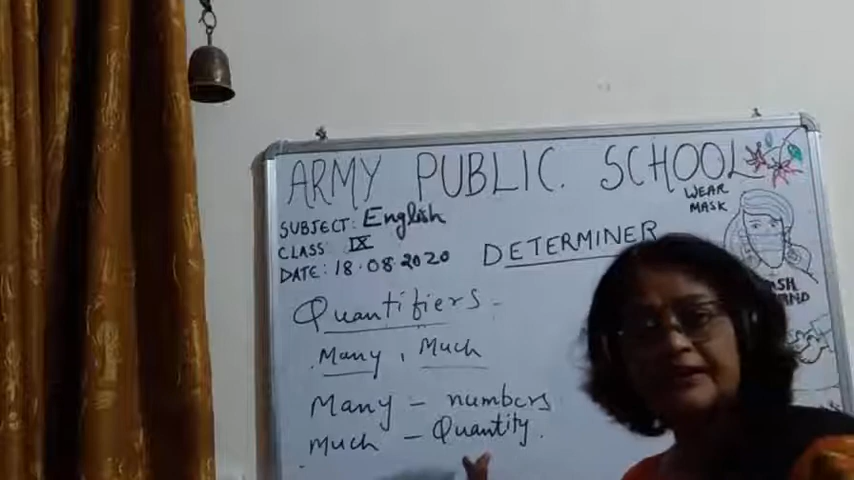 ARMY PUBLIC. SCHOOL
WEAR
MASK
SUBJECT: English
CLASS: IX
DATE: 18.08.2020
DETERMINER
HAND
Quantifiers -
Many, Much
Many - numbers
Much - Quantity.